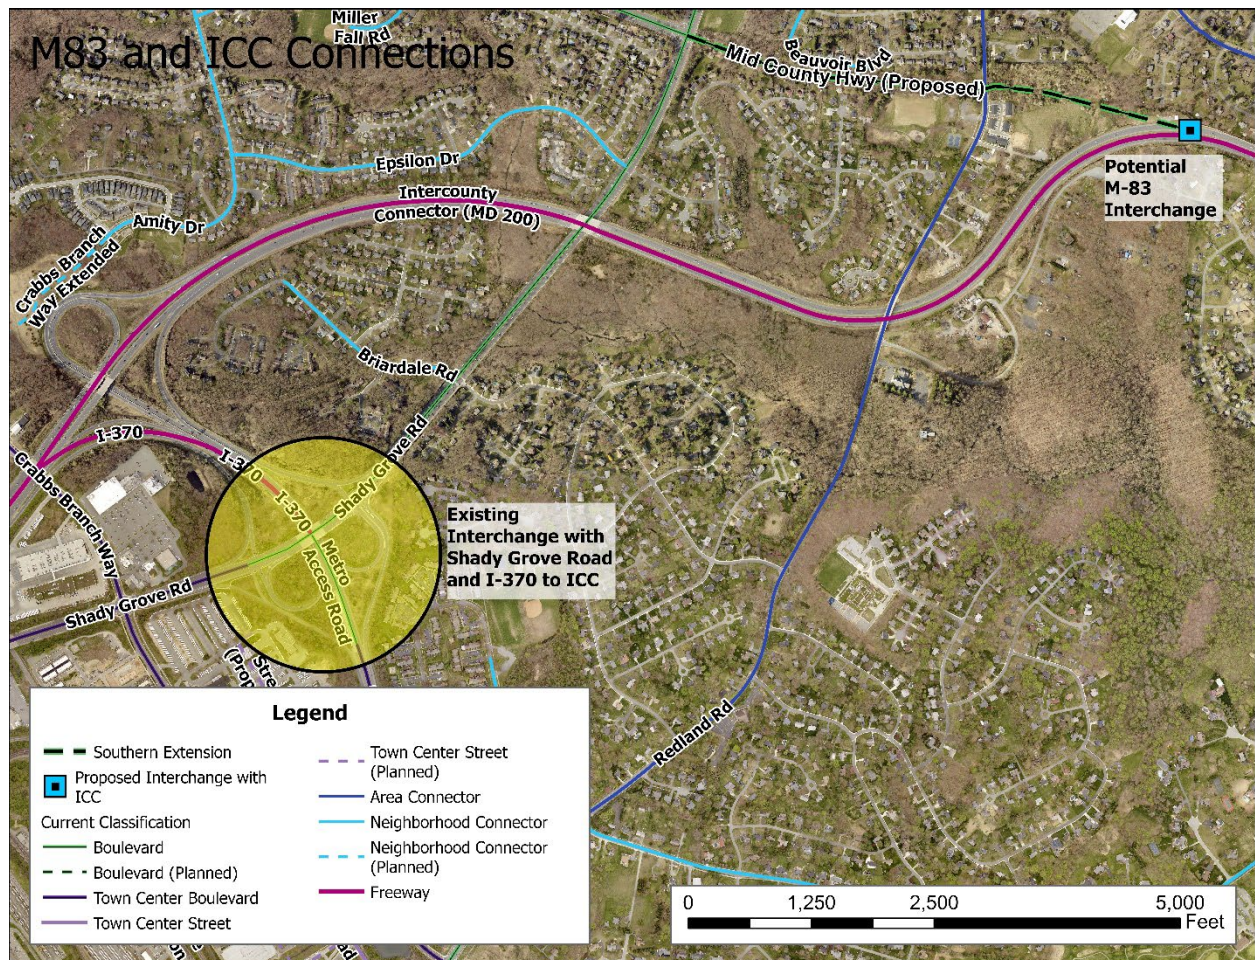 M83 and ICC Connections
Miller
Fall Rd
Beauvoir Blvd
Mid County Hwy (Proposed)
Epsilon Dr
Intercounty
Connector (MD 200)
Potential
M-83
Interchange
Amity Dr
Crabbs Branch
Way Extended
Briardale Rd
I-370
I-370
I-370
Shady Grove Rd
Crabbs Branch Way
Existing
Interchange with
Shady Grove Road
and I-370 to ICC
Metro
Access Road
Shady Grove Rd
Stre
(Prop
Redland Rd
Legend
Southern Extension
Proposed Interchange with
ICC
Current Classification
Boulevard
Boulevard (Planned)
Town Center Boulevard
Town Center Street
Town Center Street
(Planned)
Area Connector
Neighborhood Connector
Neighborhood Connector
(Planned)
Freeway
0 1,250 2,500 5,000
Feet